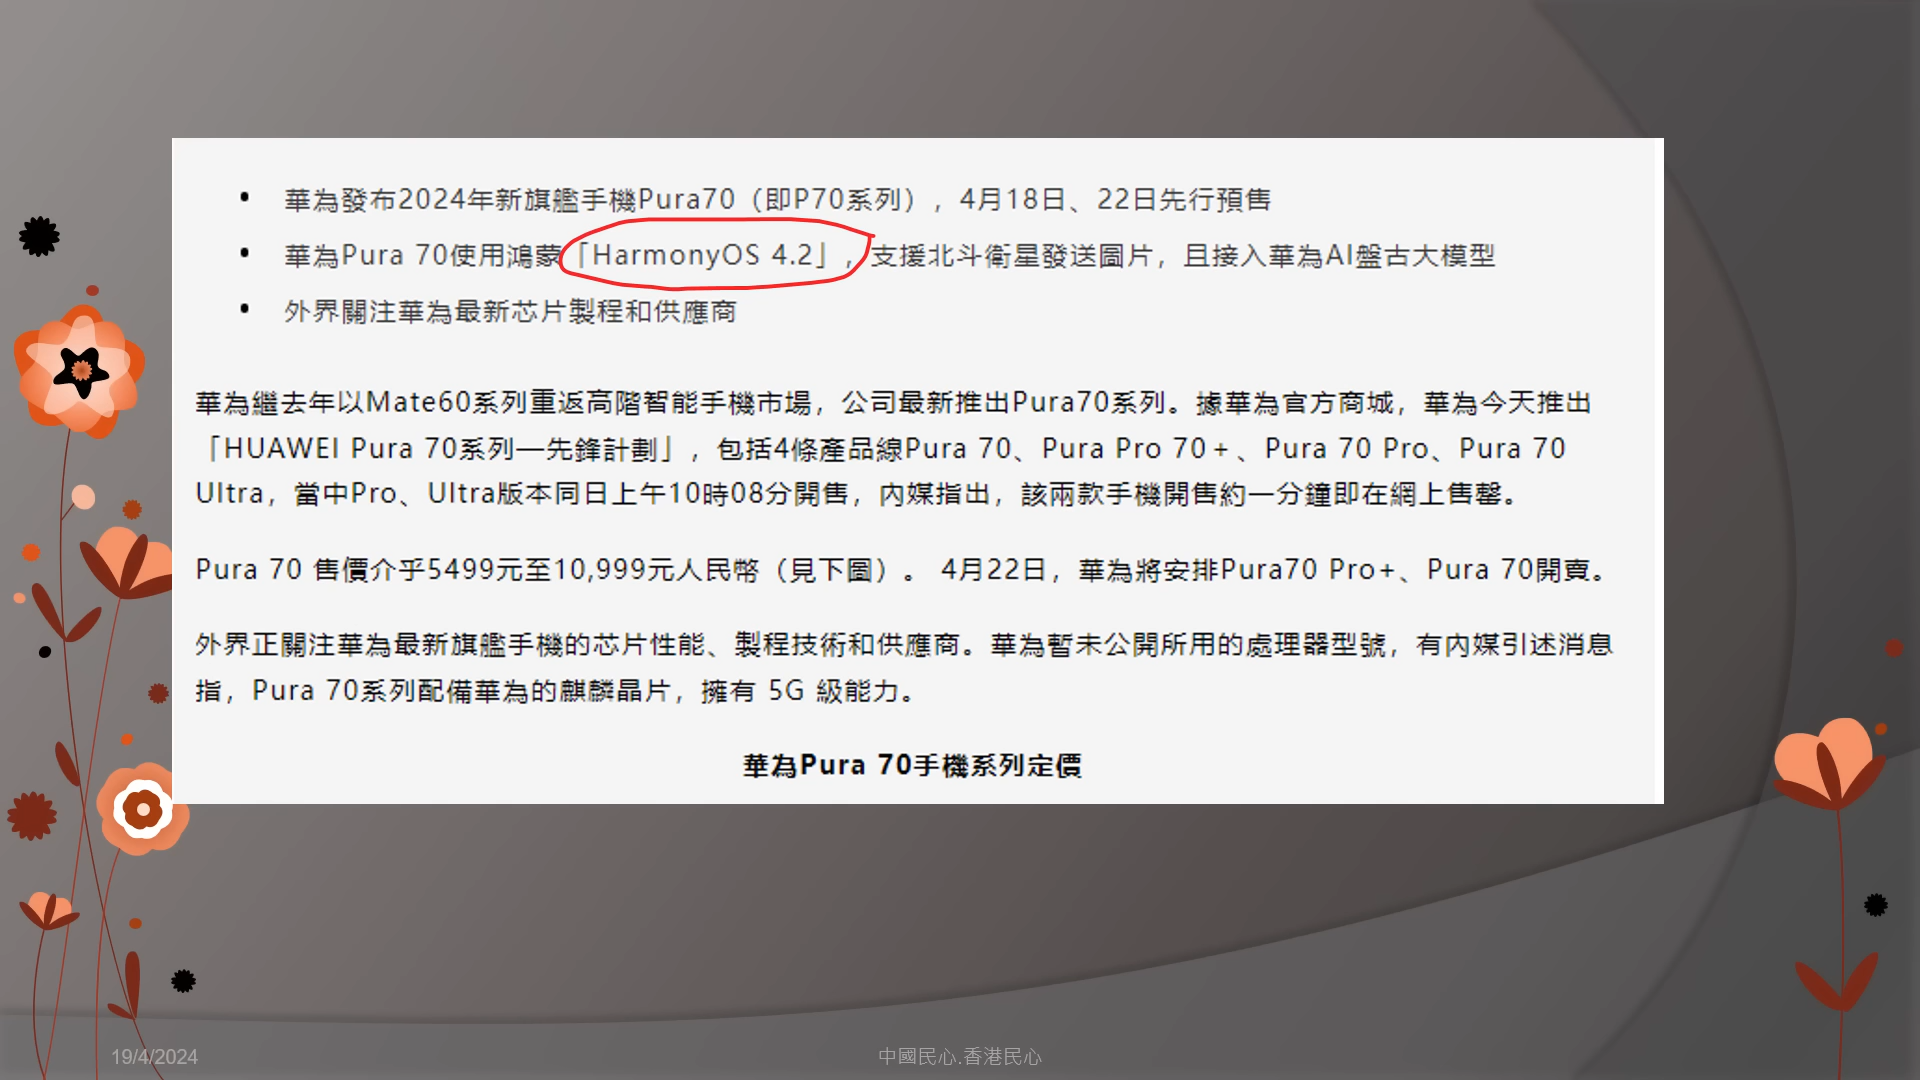 • 華為發布2024年新旗艦手機Pura70（即P70系列），4月18日、22日先行預售
• 華為Pura 70使用鴻蒙「HarmonyOS 4.2」，支援北斗衛星發送圖片，且接入華為AI盤古大模型
• 外界關注華為最新芯片製程和供應商
華為繼去年以Mate60系列重返高階智能手機市場，公司最新推出Pura70系列。據華為官方商城，華為今天推出
「HUAWEI Pura 70系列—先鋒計劃」，包括4條產品線Pura 70、Pura Pro 70+、Pura 70 Pro、Pura 70
Ultra，當中Pro、Ultra版本同日上午10時08分開售，內媒指出，該兩款手機開售約一分鐘即在網上售罄。
Pura 70 售價介乎5499元至10,999元人民幣（見下圖）。 4月22日，華為將安排Pura70 Pro+、Pura 70開賣。
外界正關注華為最新旗艦手機的芯片性能、製程技術和供應商。華為暫未公開所用的處理器型號，有內媒引述消息
指，Pura 70系列配備華為的麒麟晶片，擁有 5G 級能力。
華為Pura 70手機系列定價
19/4/2024
中國民心.香港民心